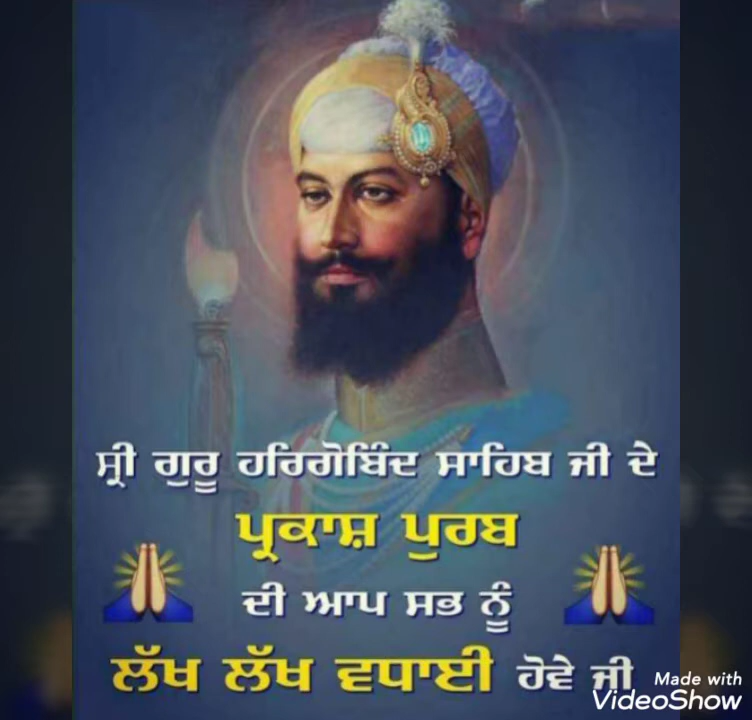 ਸ੍ਰੀ ਗੁਰੂ ਹਰਿਗੋਬਿੰਦ ਸਾਹਿਬ ਜੀ ਦੇ
ਪ੍ਰਕਾਸ਼ ਪੁਰਬ
ਦੀ ਆਪ ਸਭ ਨੂੰ
ਲੱਖ ਲੱਖ ਵਧਾਈ ਹੋਵੇ ਜੀ
Made with
VideoShow